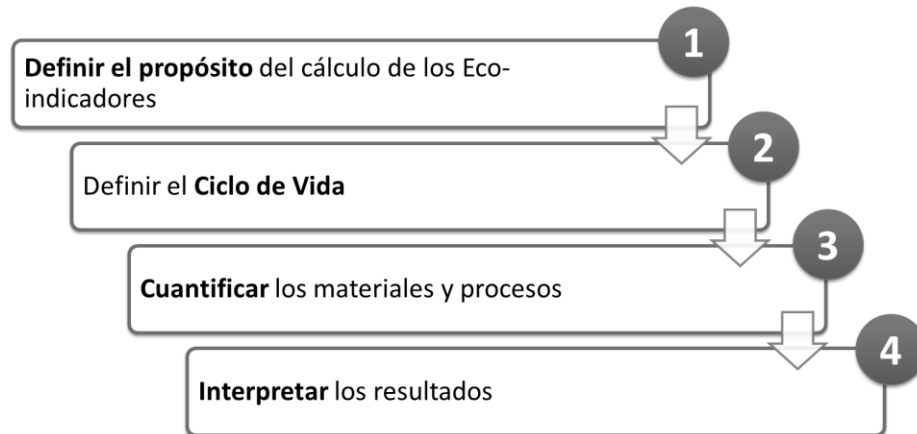 1
Definir el propósito del cálculo de los Eco-
indicadores
2
Definir el Ciclo de Vida
3
Cuantificar los materiales y procesos
4
Interpretar los resultados